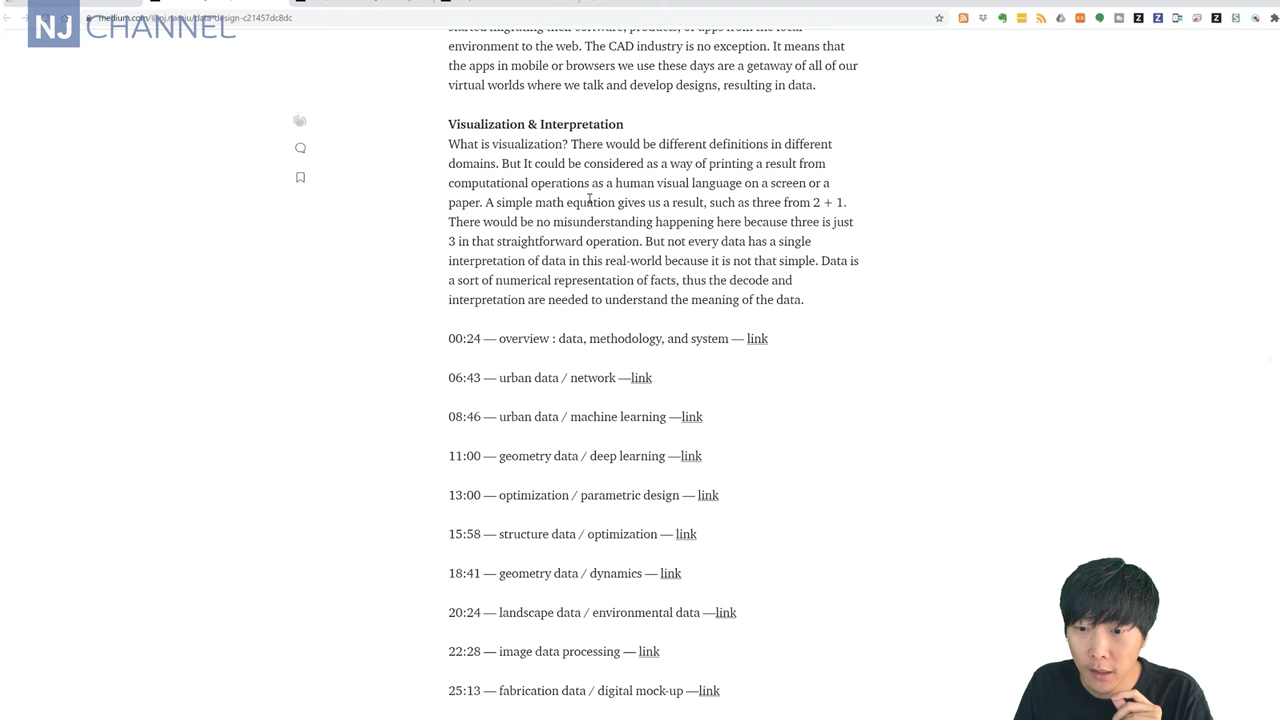 NJ CHANNEL
medium.com/@nj.namju/data-design-c21457dc8dc
started migrating their software, products, or apps from the local
environment to the web. The CAD industry is no exception. It means that
the apps in mobile or browsers we use these days are a getaway of all of our
virtual worlds where we talk and develop designs, resulting in data.
Visualization & Interpretation
What is visualization? There would be different definitions in different
domains. But It could be considered as a way of printing a result from
computational operations as a human visual language on a screen or a
paper. A simple math equation gives us a result, such as three from 2 + 1.
There would be no misunderstanding happening here because three is just
3 in that straightforward operation. But not every data has a single
interpretation of data in this real-world because it is not that simple. Data is
a sort of numerical representation of facts, thus the decode and
interpretation are needed to understand the meaning of the data.
00:24 — overview : data, methodology, and system — link
06:43 — urban data / network —link
08:46 — urban data / machine learning —link
11:00 — geometry data / deep learning —link
13:00 — optimization / parametric design — link
15:58 — structure data / optimization — link
18:41 — geometry data / dynamics — link
20:24 — landscape data / environmental data —link
22:28 — image data processing — link
25:13 — fabrication data / digital mock-up —link